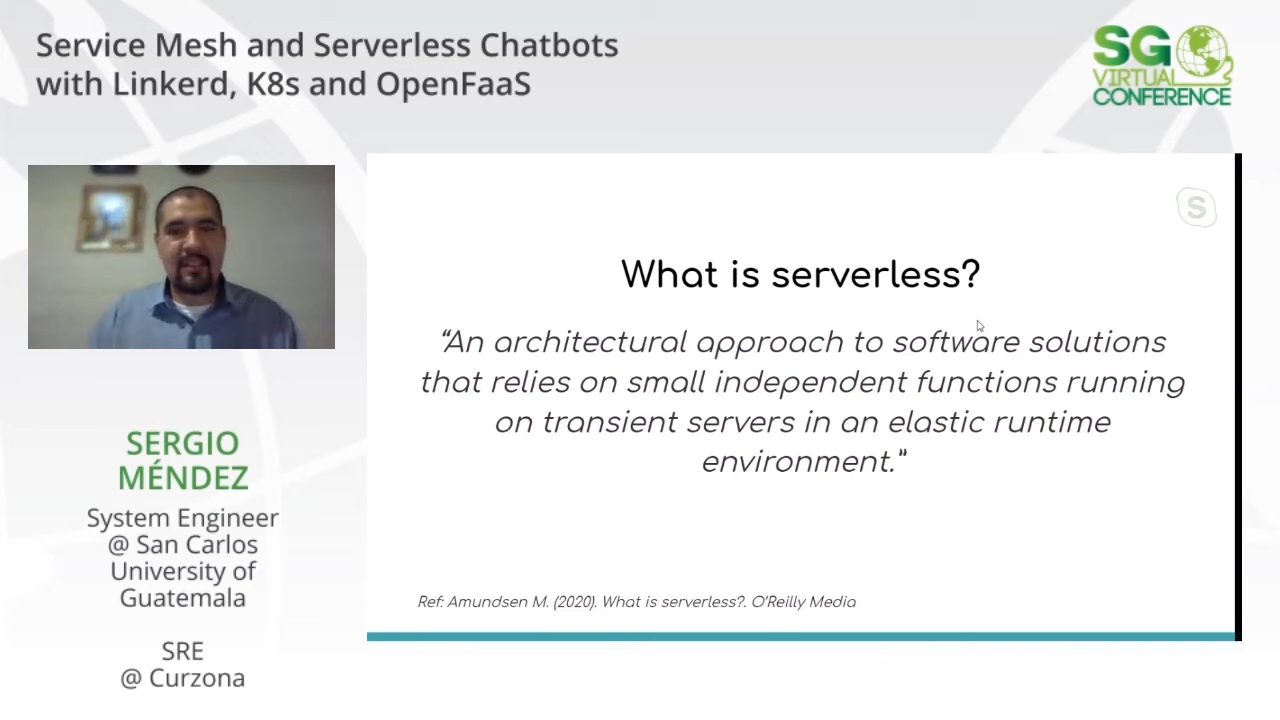 Service Mesh and Serverless Chatbots
with Linkerd, K8s and OpenFaaS
SG
VIRTUAL
CONFERENCE
S
What is serverless?
“An architectural approach to software solutions
that relies on small independent functions running
on transient servers in an elastic runtime
environment.”
Ref: Amundsen M. (2020). What is serverless?. O’Reilly Media
SERGIO
MÉNDEZ
System Engineer
@ San Carlos
University of
Guatemala
SRE
@ Curzona